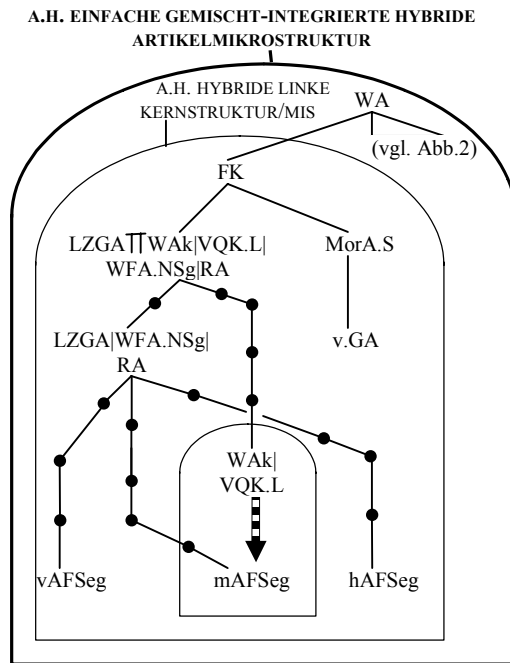 A.H. EINFACHE GEMISCHT-INTEGRIERTE HYBRIDE
ARTIKELMIKROSTRUKTUR
A.H. HYBRIDE LINKE
KERNSTRUKTUR/MIS
WA
(vgl. Abb.2)
FK
LZGA╥WAk|VQK.L|
WFA.NSg|RA
MorA.S
LZGA|WFA.NSg|
RA
v.GA
WAk|
VQK.L
vAFSeg
mAFSeg
hAFSeg